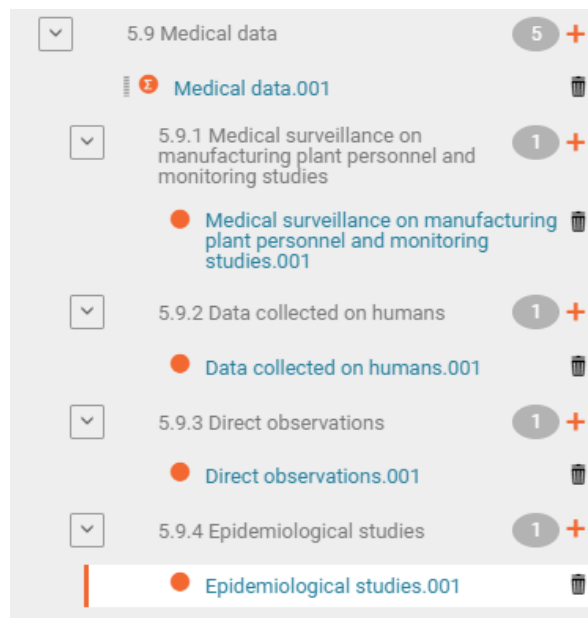 5.9 Medical data 5 +
Σ Medical data.001
5.9.1 Medical surveillance on 1 +
manufacturing plant personnel and
monitoring studies
Medical surveillance on manufacturing
plant personnel and monitoring
studies.001
5.9.2 Data collected on humans 1 +
Data collected on humans.001
5.9.3 Direct observations 1 +
Direct observations.001
5.9.4 Epidemiological studies 1 +
Epidemiological studies.001